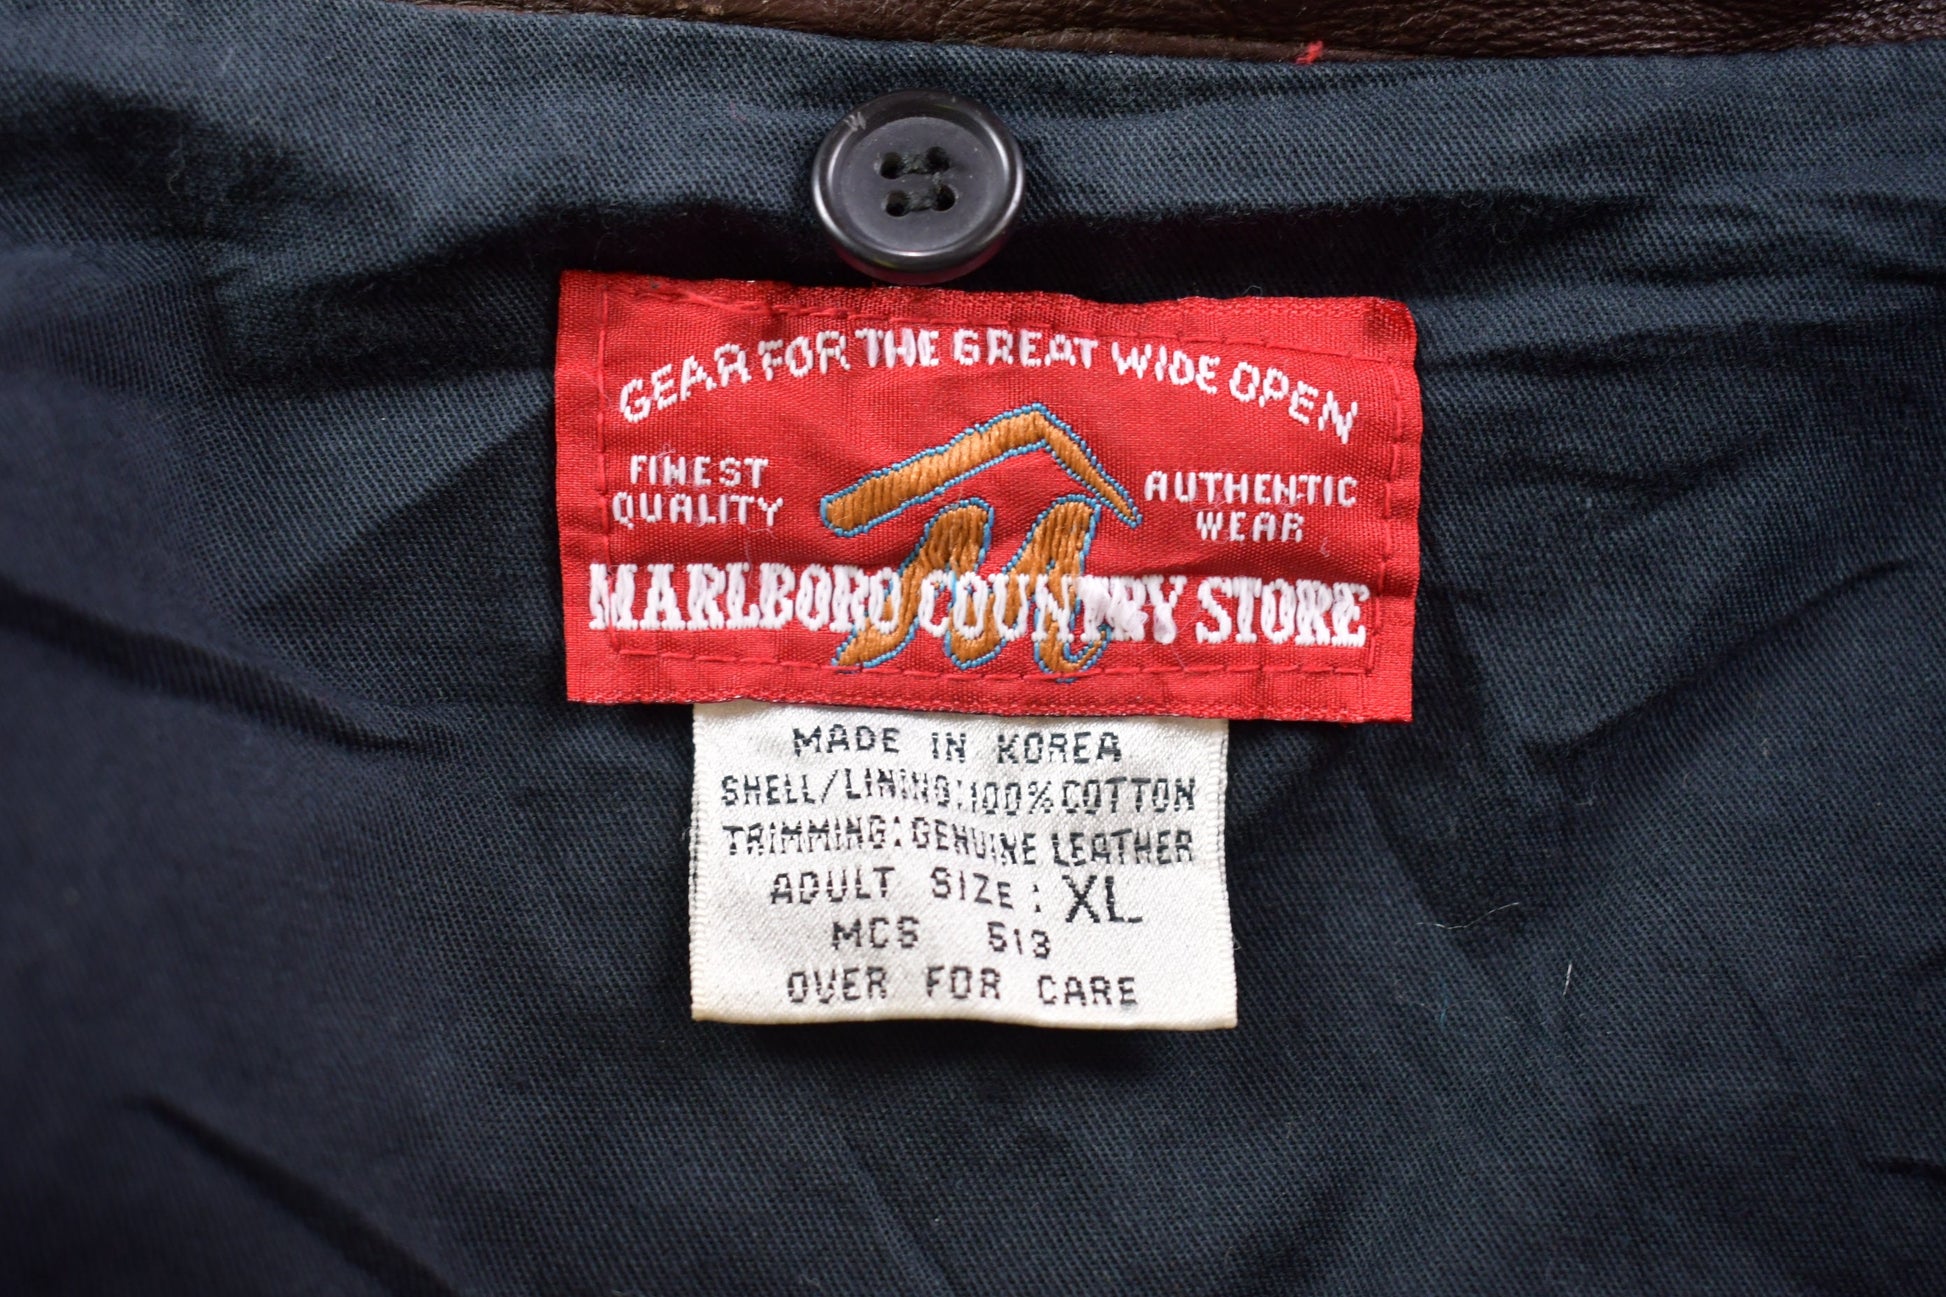 GEAR FOR THE GREAT WIDE OPEN
FINEST
QUALITY
AUTHENTIC
WEAR
MARLBORO COUNTRY STORE
MADE IN KOREA
SHELL/LINING:100%COTTON
TRIMMING:GENUINE LEATHER
ADULT SIZE: XL
MCS 513
OVER FOR CARE